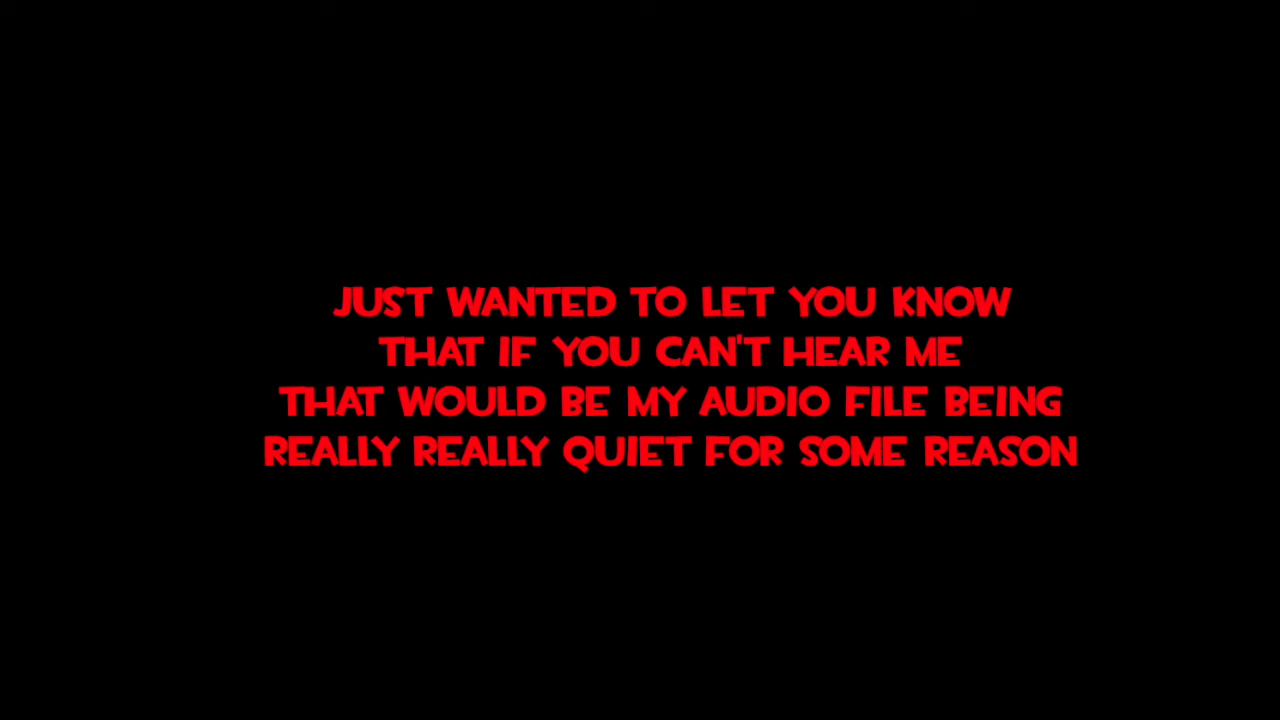 JUST WANTED TO LET YOU KNOW
THAT IF YOU CAN'T HEAR ME
THAT WOULD BE MY AUDIO FILE BEING
REALLY REALLY QUIET FOR SOME REASON